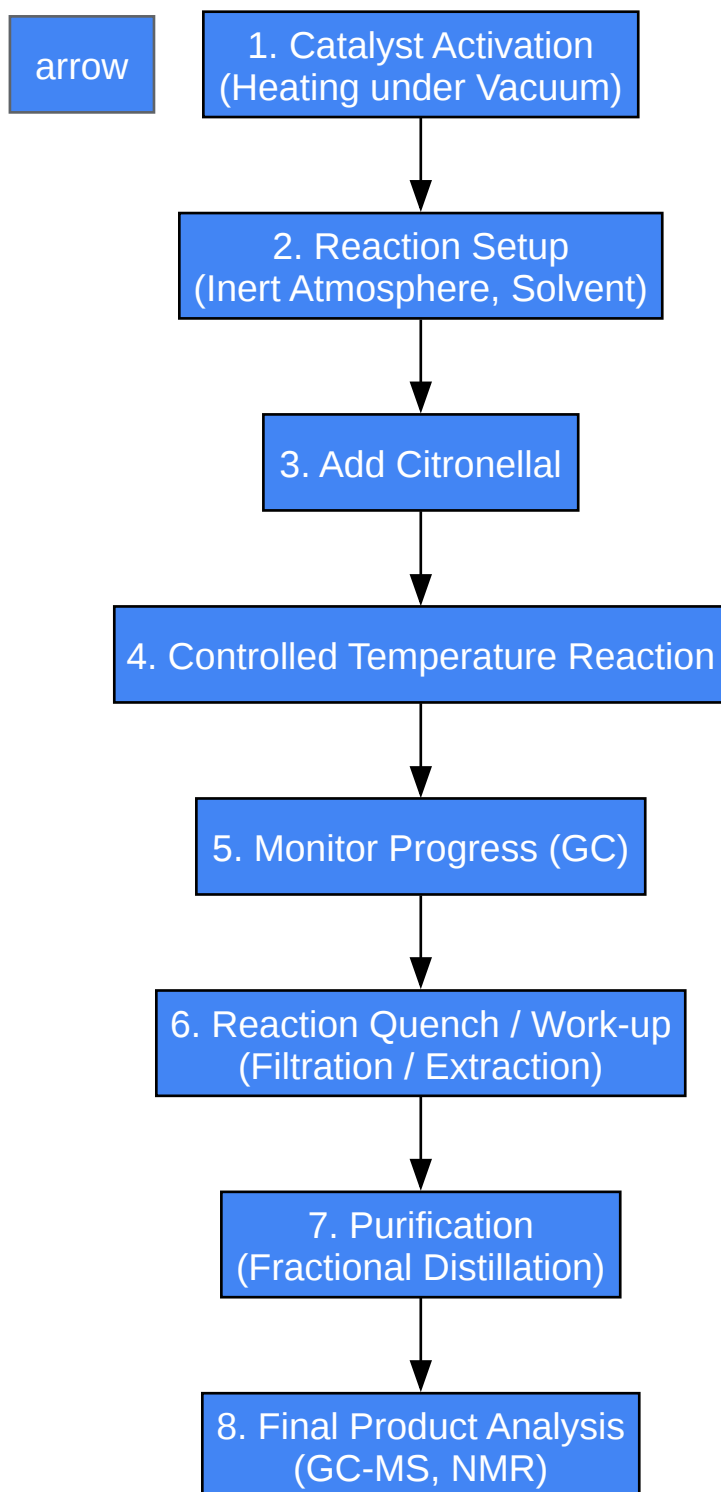 arrow
1. Catalyst Activation
(Heating under Vacuum)
2. Reaction Setup
(Inert Atmosphere, Solvent)
3. Add Citronellal
4. Controlled Temperature Reaction
5. Monitor Progress (GC)
6. Reaction Quench / Work-up
(Filtration / Extraction)
7. Purification
(Fractional Distillation)
8. Final Product Analysis
(GC-MS, NMR)